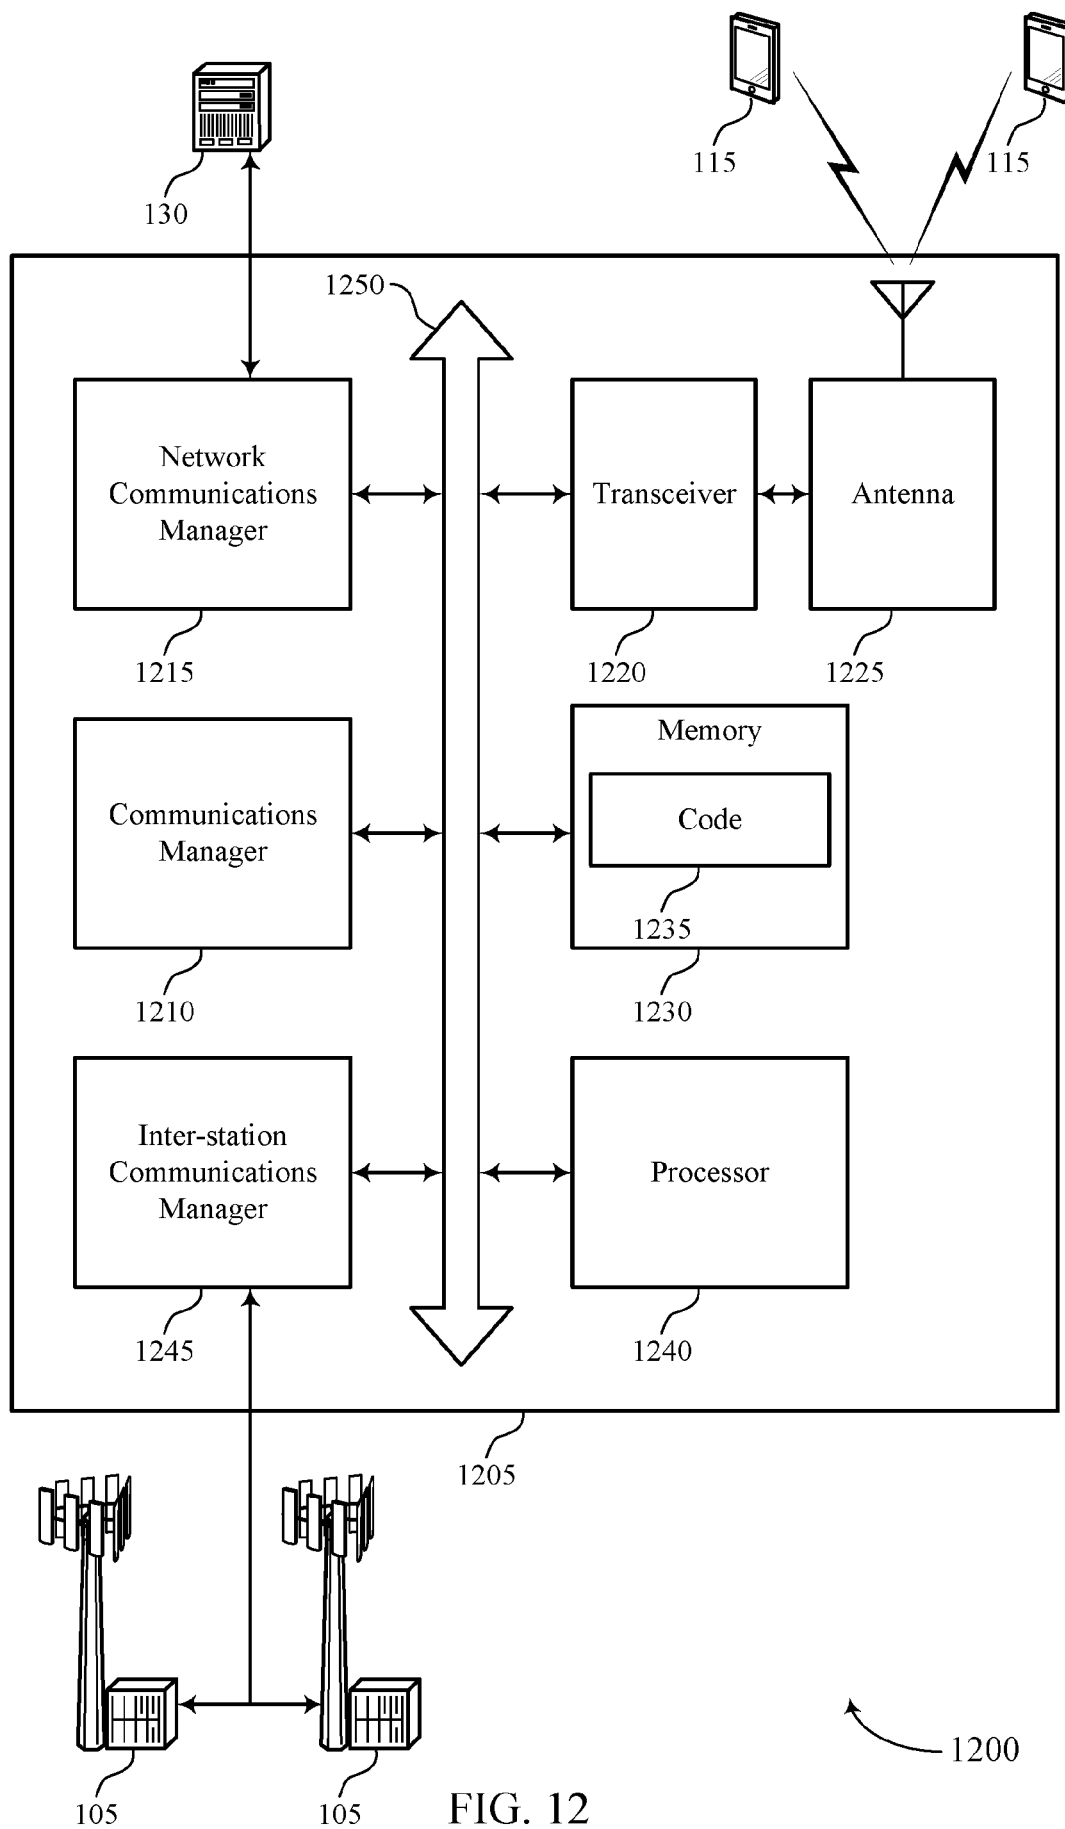 115
115
130
1250
Network
Communications
Manager
Transceiver
Antenna
1215
1220
1225
Communications
Manager
Memory
Code
1235
1210
1230
Inter-station
Communications
Manager
Processor
1245
1240
1205
1200
105
105
FIG. 12